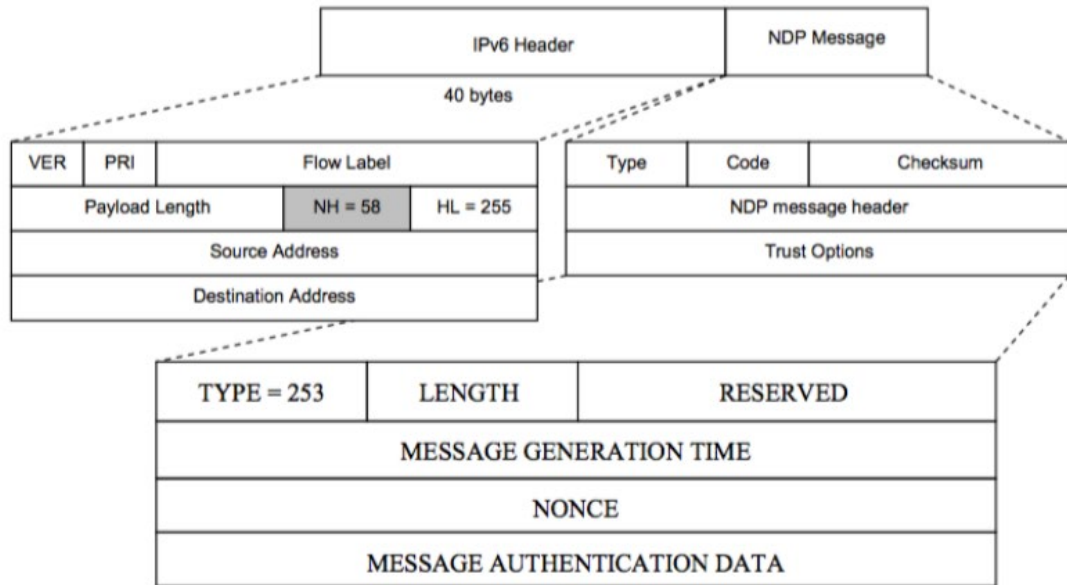 IPv6 Header NDP Message
40 bytes
VER PRI Flow Label
Payload Length NH = 58 HL = 255
Source Address
Destination Address
Type Code Checksum
NDP message header
Trust Options
TYPE = 253 LENGTH RESERVED
MESSAGE GENERATION TIME
NONCE
MESSAGE AUTHENTICATION DATA